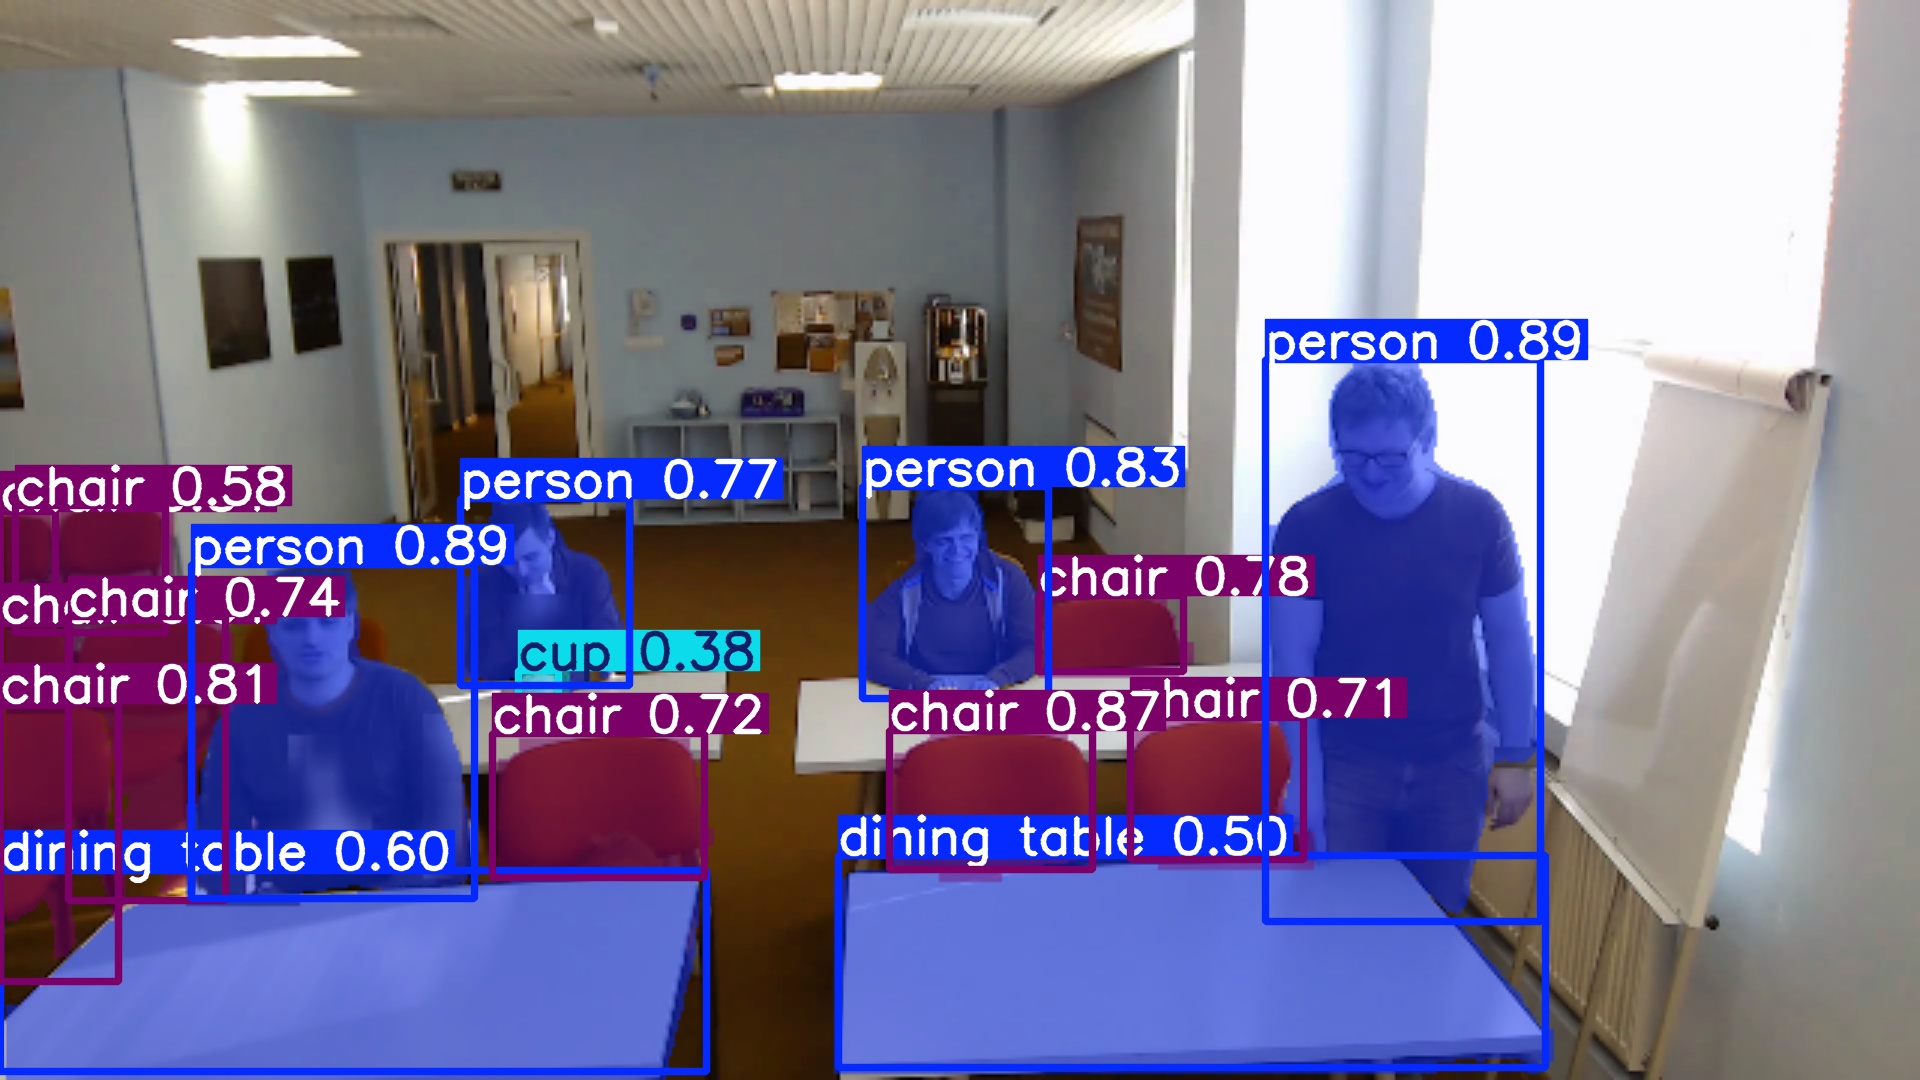 person 0.89
person 0.77
person 0.83
chair 0.58
person 0.89
chair 0.78
chair 0.74
cup 0.38
chair 0.81
chair 0.72
chair 0.87
hair 0.71
dining table 0.60
dining table 0.50